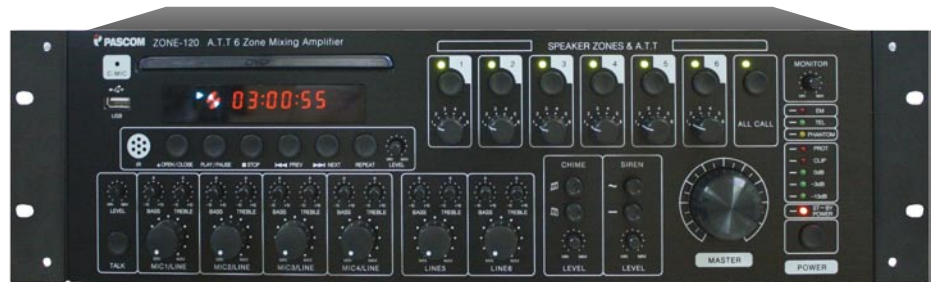 PASCOM ZONE-120 A.T.T 6 Zone Mixing Amplifier
SPEAKER ZONES & A.T.T
C-MIC
DVD
1 2 3 4 5 6
MONITOR
USB
03:00:55
ALL CALL
EM
TEL
PHANTOM
IR OPEN/CLOSE PLAY/PAUSE STOP PREV NEXT REPEAT LEVEL
PROT
CLIP
0dB
-3dB
ST-BY
POWER
CHIME SIREN
LEVEL BASS TREBLE BASS TREBLE BASS TREBLE BASS TREBLE BASS TREBLE BASS TREBLE
TALK MIC1/LINE MIC2/LINE MIC3/LINE MIC4/LINE LINE5 LINE6 LEVEL LEVEL MASTER POWER